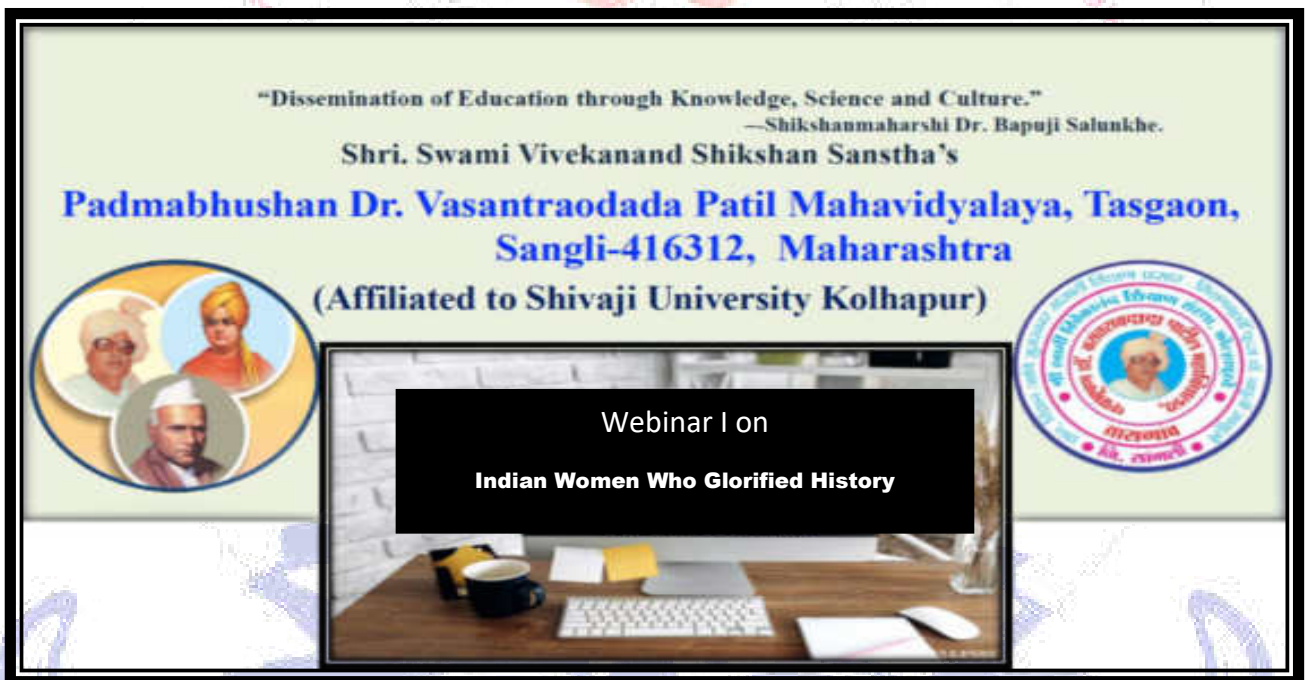 “Dissemination of Education through Knowledge, Science and Culture.”
—Shikshanmaharshi Dr. Bapuji Salunkhe.
Shri. Swami Vivekanand Shikshan Sanstha’s
Padmabhushan Dr. Vasantraodada Patil Mahavidyalaya, Tasgaon,
Sangli-416312, Maharashtra
(Affiliated to Shivaji University Kolhapur)
Webinar I on
Indian Women Who Glorified History
तासगाव
जि. सांगली